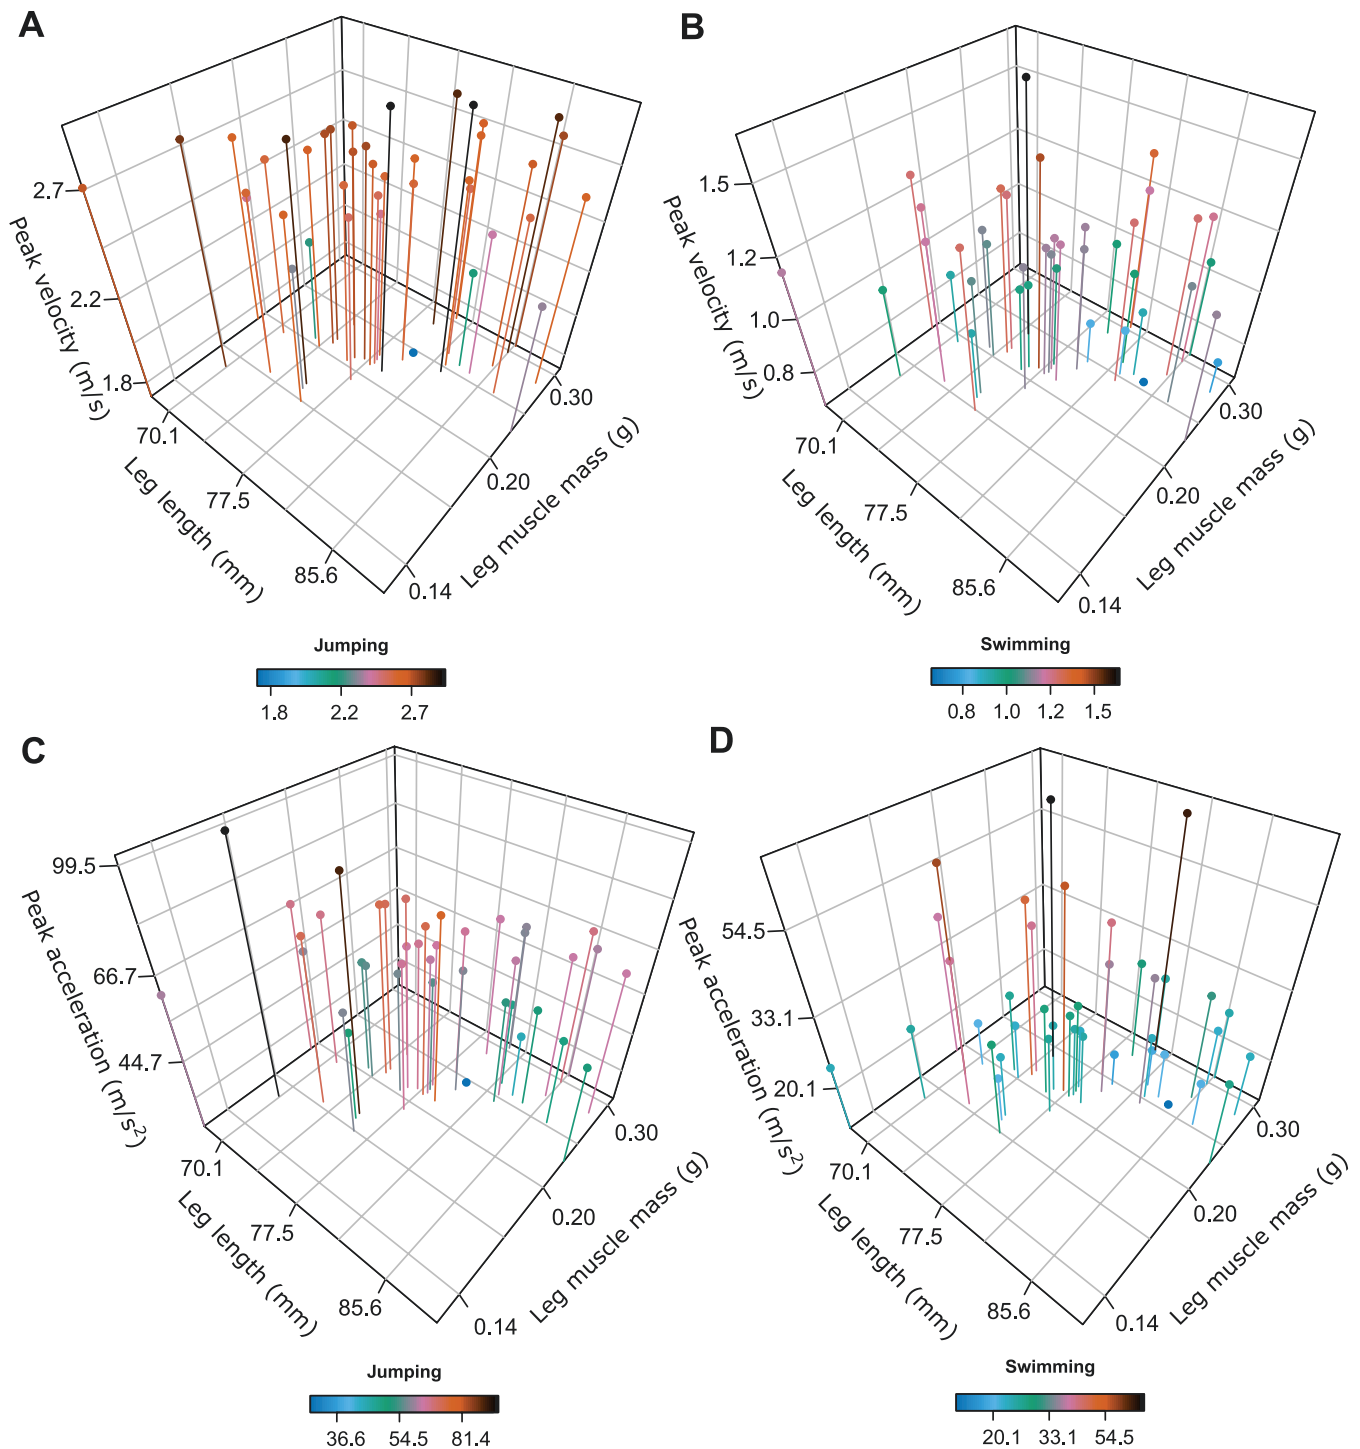 A
Peak velocity (m/s)
2.7
2.2
1.8
70.1
77.5
85.6
Leg length (mm)
0.14
0.20
0.30
Leg muscle mass (g)
Jumping
1.8 2.2 2.7
B
Peak velocity (m/s)
1.5
1.2
1.0
0.8
70.1
77.5
85.6
Leg length (mm)
0.14
0.20
0.30
Leg muscle mass (g)
Swimming
0.8 1.0 1.2 1.5
C
Peak acceleration (m/s²)
99.5
66.7
44.7
70.1
77.5
85.6
Leg length (mm)
0.14
0.20
0.30
Leg muscle mass (g)
Jumping
36.6 54.5 81.4
D
Peak acceleration (m/s²)
54.5
33.1
20.1
70.1
77.5
85.6
Leg length (mm)
0.14
0.20
0.30
Leg muscle mass (g)
Swimming
20.1 33.1 54.5